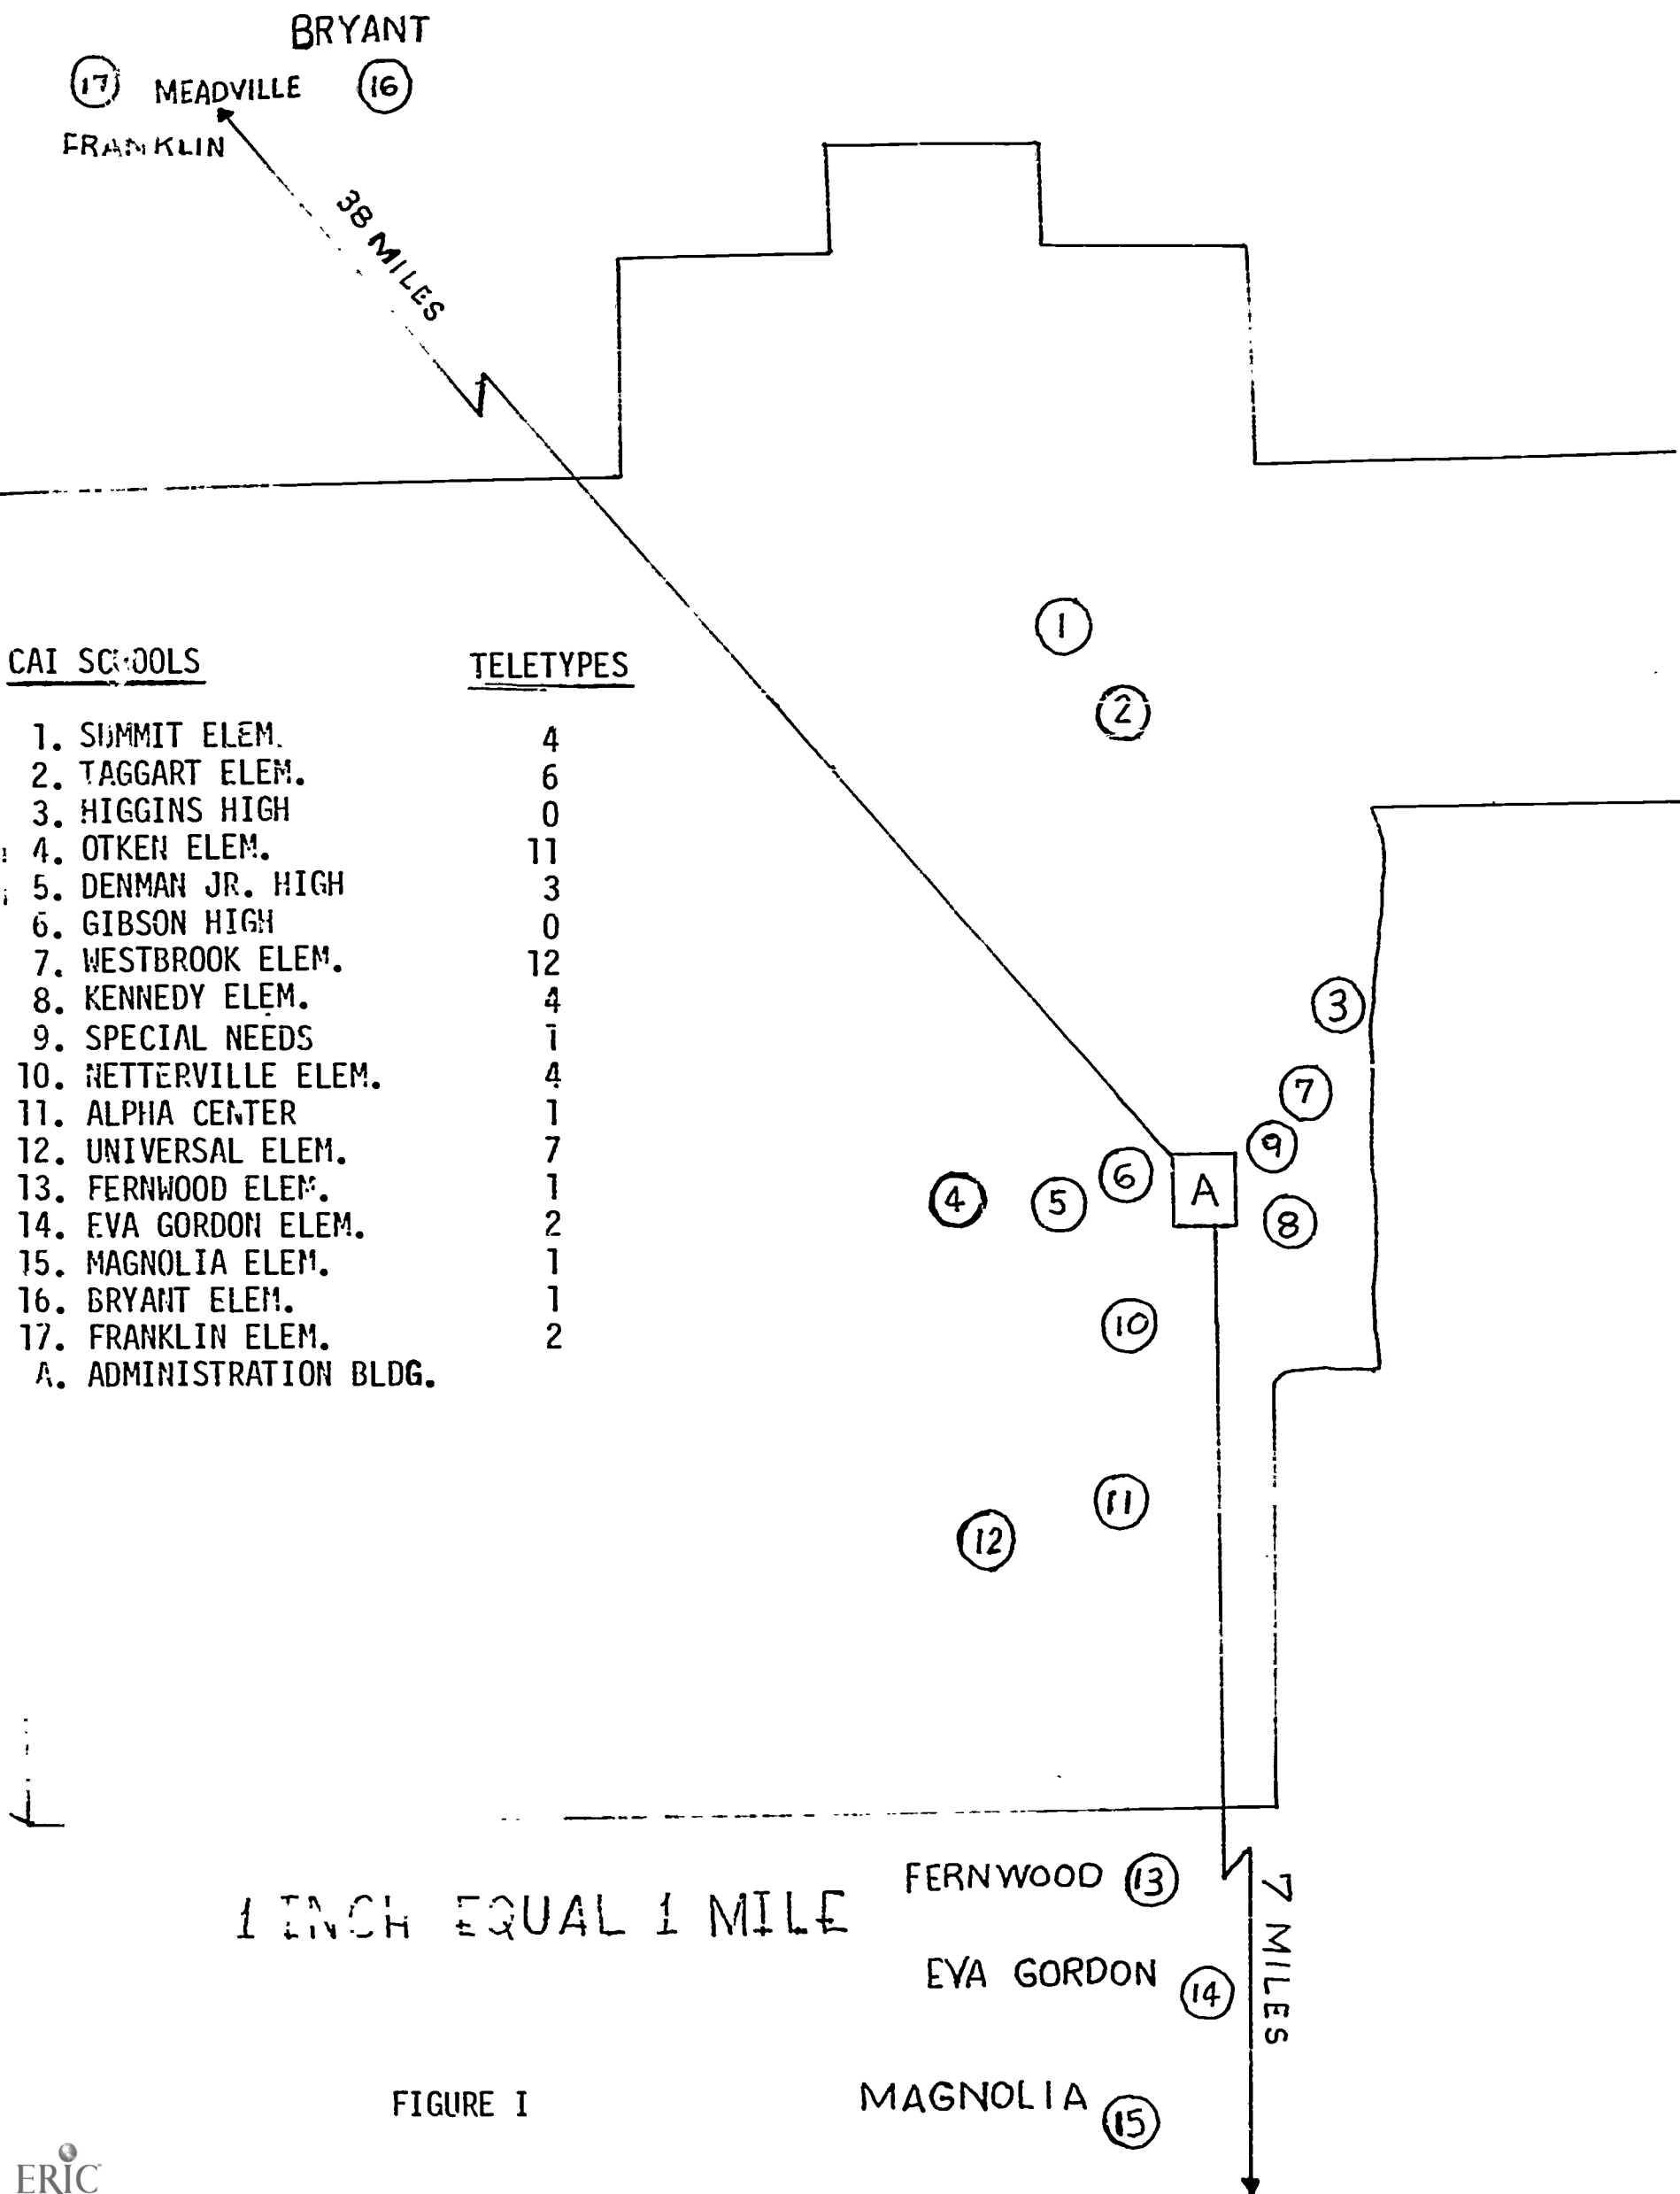 BRYANT
17 MEADVILLE 16
FRANKLIN
38 MILES
1
2
CAI SCHOOLS TELETYPES
1. SUMMIT ELEM. 4
2. TAGGART ELEM. 6
3. HIGGINS HIGH 0
4. OTKEN ELEM. 11
5. DENMAN JR. HIGH 3
6. GIBSON HIGH 0
7. WESTBROOK ELEM. 12
8. KENNEDY ELEM. 4
9. SPECIAL NEEDS 1
10. NETTERVILLE ELEM. 4
11. ALPHA CENTER 1
12. UNIVERSAL ELEM. 7
13. FERNWOOD ELEM. 1
14. EVA GORDON ELEM. 2
15. MAGNOLIA ELEM. 1
16. BRYANT ELEM. 1
17. FRANKLIN ELEM. 2
A. ADMINISTRATION BLDG.
3
7
9
6
A
4
5
8
10
11
12
FERNWOOD 13
1 INCH EQUAL 1 MILE
7 MILES
EVA GORDON 14
MAGNOLIA 15
FIGURE I
ERIC